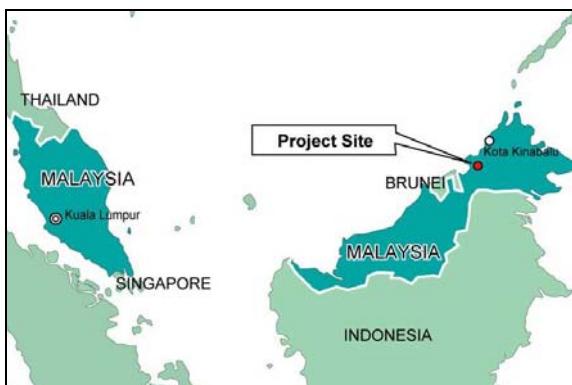 THAILAND
Project Site
Kota Kinabalu
MALAYSIA
BRUNEI
Kuala Lumpur
MALAYSIA
SINGAPORE
INDONESIA